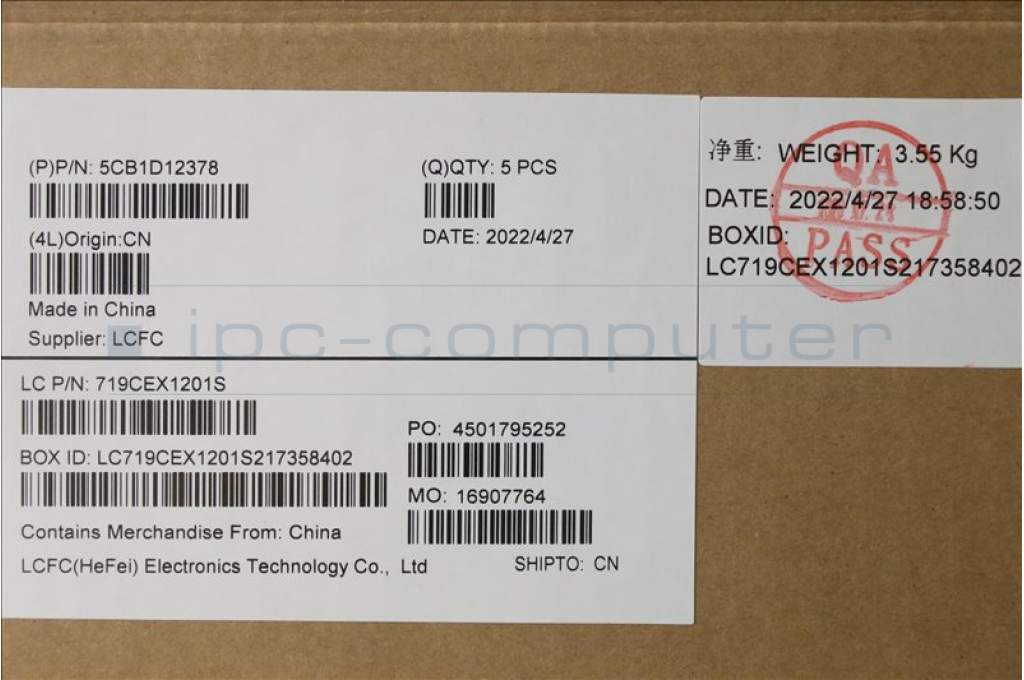 (P)P/N: 5CB1D12378
(Q)QTY: 5 PCS
(4L)Origin:CN
DATE: 2022/4/27
Made in China
Supplier: LCFC
净重: WEIGHT: 3.55 Kg
DATE: 2022/4/27 18:58:50
BOXID:
LC719CEX1201S217358402
QA
PASS
ipc-computer
LC P/N: 719CEX1201S
PO: 4501795252
BOX ID: LC719CEX1201S217358402
MO: 16907764
Contains Merchandise From: China
LCFC(HeFei) Electronics Technology Co., Ltd
SHIPTO: CN